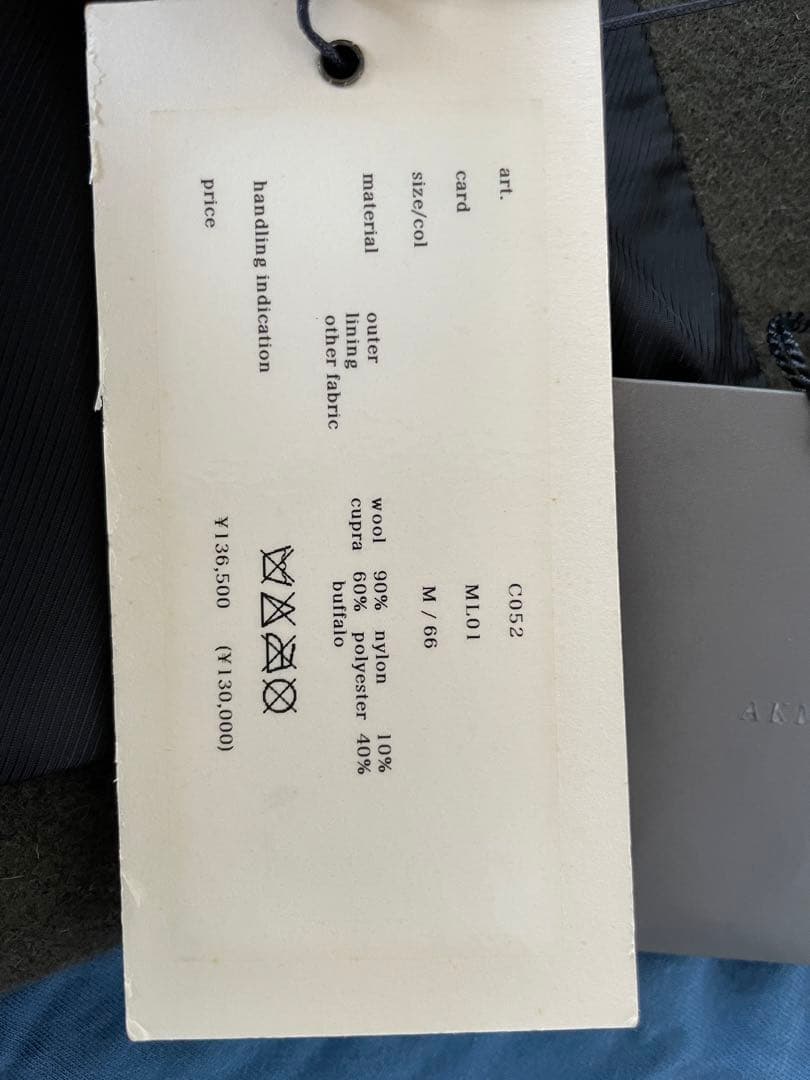 art. C052
card ML01
size/col M / 66
material outer wool 90% nylon 10%
lining cupra 60% polyester 40%
other fabric buffalo
handling indication
price ¥136,500 (¥130,000)